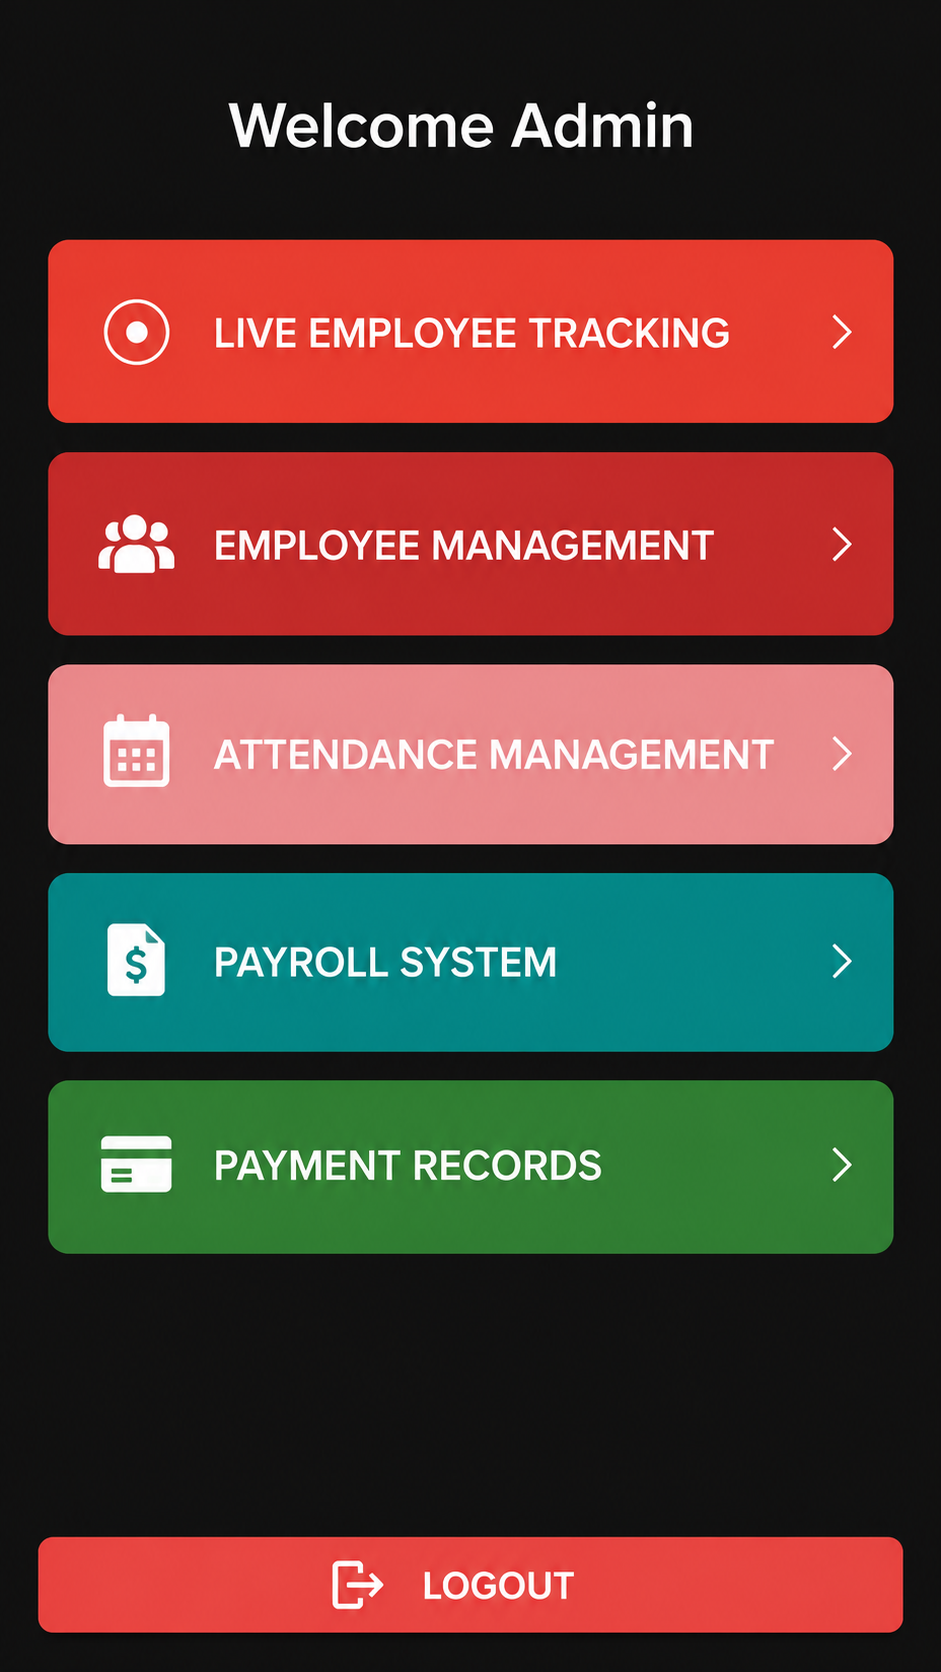 Welcome Admin
LIVE EMPLOYEE TRACKING
EMPLOYEE MANAGEMENT
ATTENDANCE MANAGEMENT
$
PAYROLL SYSTEM
PAYMENT RECORDS
LOGOUT